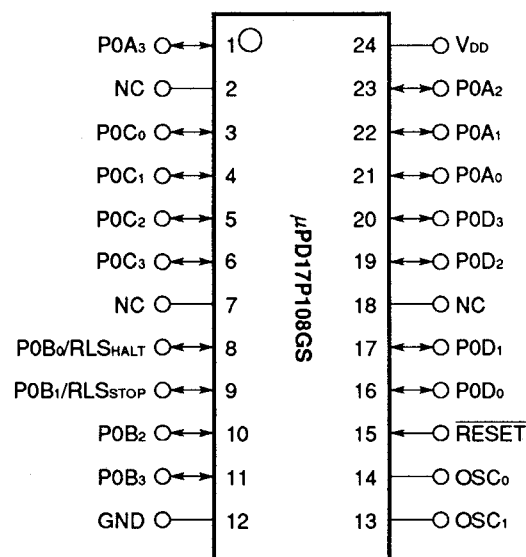 P0A₃ 1 24 VDD
NC 2 23 P0A₂
P0C₀ 3 22 P0A₁
P0C₁ 4 21 P0A₀
P0C₂ 5 20 P0D₃
P0C₃ 6 19 P0D₂
NC 7 18 NC
P0B₀/RLSHALT 8 17 P0D₁
P0B₁/RLSSTOP 9 16 P0D₀
P0B₂ 10 15 RESET
P0B₃ 11 14 OSC₀
GND 12 13 OSC₁
μPD17P108GS